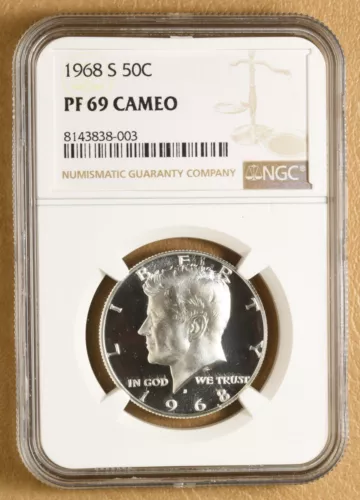 1968 S 50C
PF 69 CAMEO
8143838-003
NUMISMATIC GUARANTY COMPANY
NGC
LIBERTY
IN GOD WE TRUST
S
1968